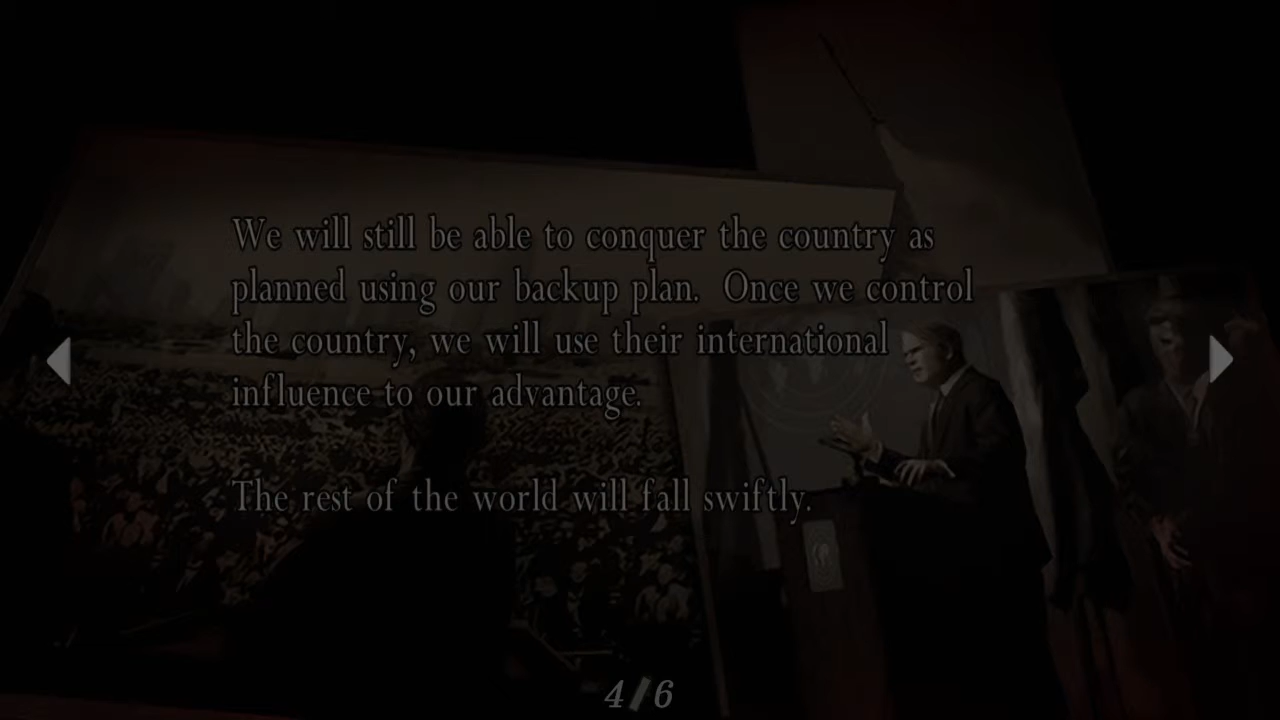 We will still be able to conquer the country as
planned using our backup plan.  Once we control
the country, we will use their international
influence to our advantage.
The rest of the world will fall swiftly.
4/6